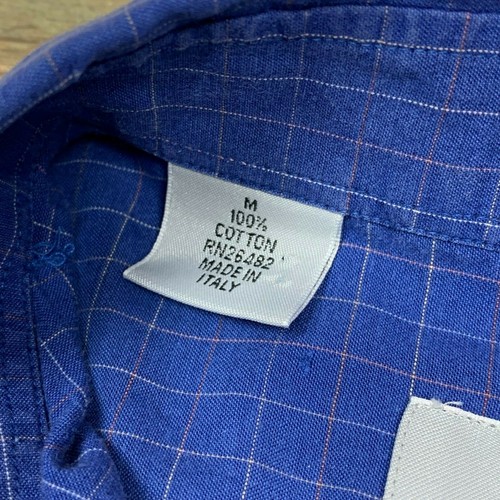 M
100%
COTTON
RN26482
MADE IN
ITALY